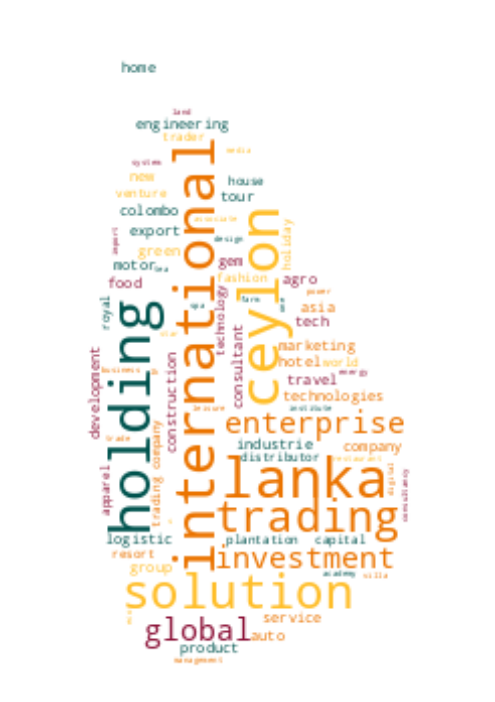 home
land
engineering
trader
media
system
new
house
venture
tour
colombo
associate
export
design
import
green
holiday
motor
tea
gem
food
fashion
agro
power
royal
spa
farm
asia
tech
international
ceylon
holding
technology
consultant
marketing
hotel
world
energy
travel
development
business
construction
technologies
leisure
institute
enterprise
trade
trading company
industrie
company
distributor
restaurant
lanka
digital
consultancy
apparel
trading
logistic
plantation
capital
resort
investment
group
academy
villa
solution
service
global
auto
product
management